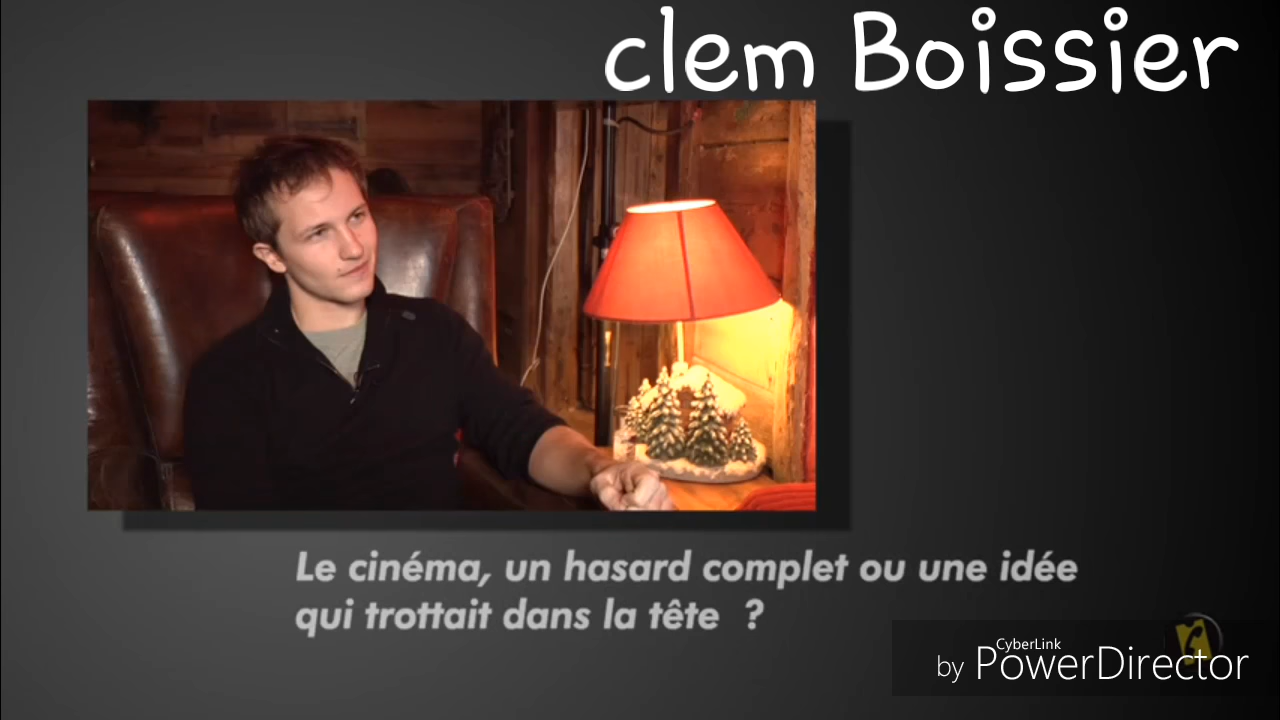 clem Boissier
Le cinéma, un hasard complet ou une idée
qui trottait dans la tête ?
CyberLink
by PowerDirector